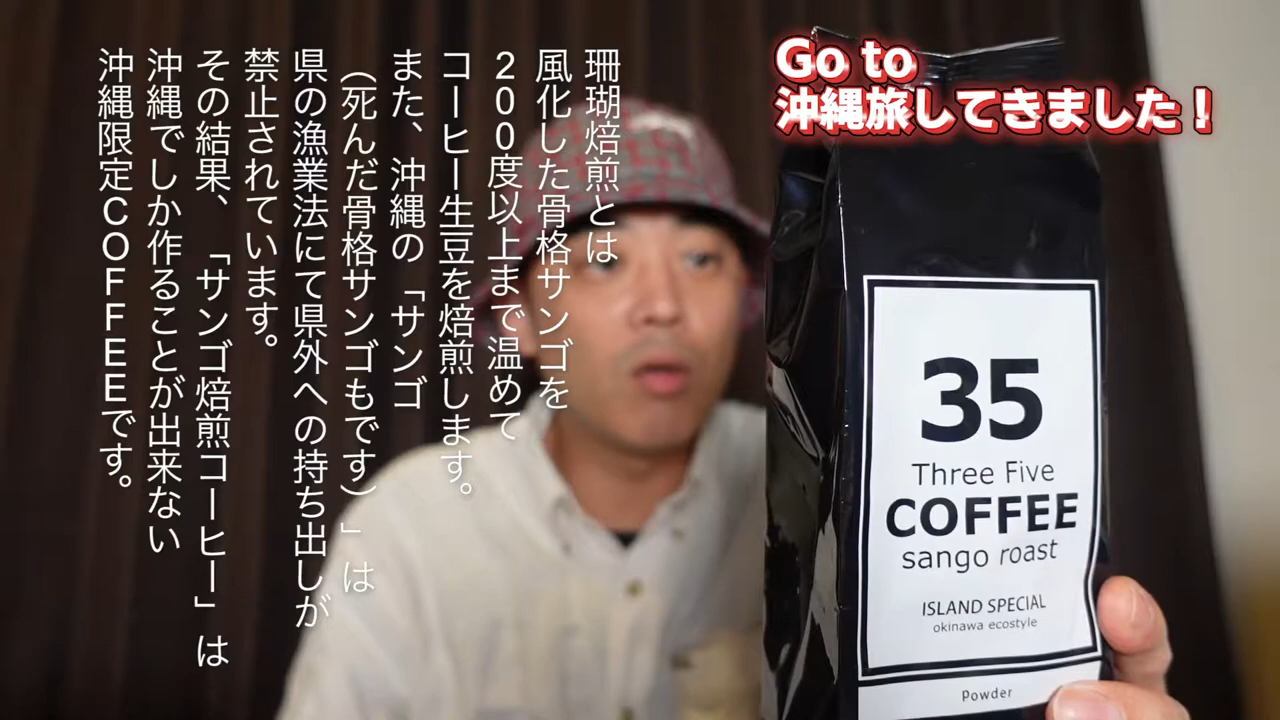 Go to
沖縄旅してきました！
珊瑚焙煎とは
風化した骨格サンゴを
200度以上まで温めて
コーヒー生豆を焙煎します。
また、沖縄の「サンゴ
（死んだ骨格サンゴもです）」は
県の漁業法にて県外への持ち出しが
禁止されています。
その結果、「サンゴ焙煎コーヒー」は
沖縄でしか作ることが出来ない
沖縄限定COFFEEです。
35
Three Five
COFFEE
sango roast
ISLAND SPECIAL
okinawa ecostyle
Powder